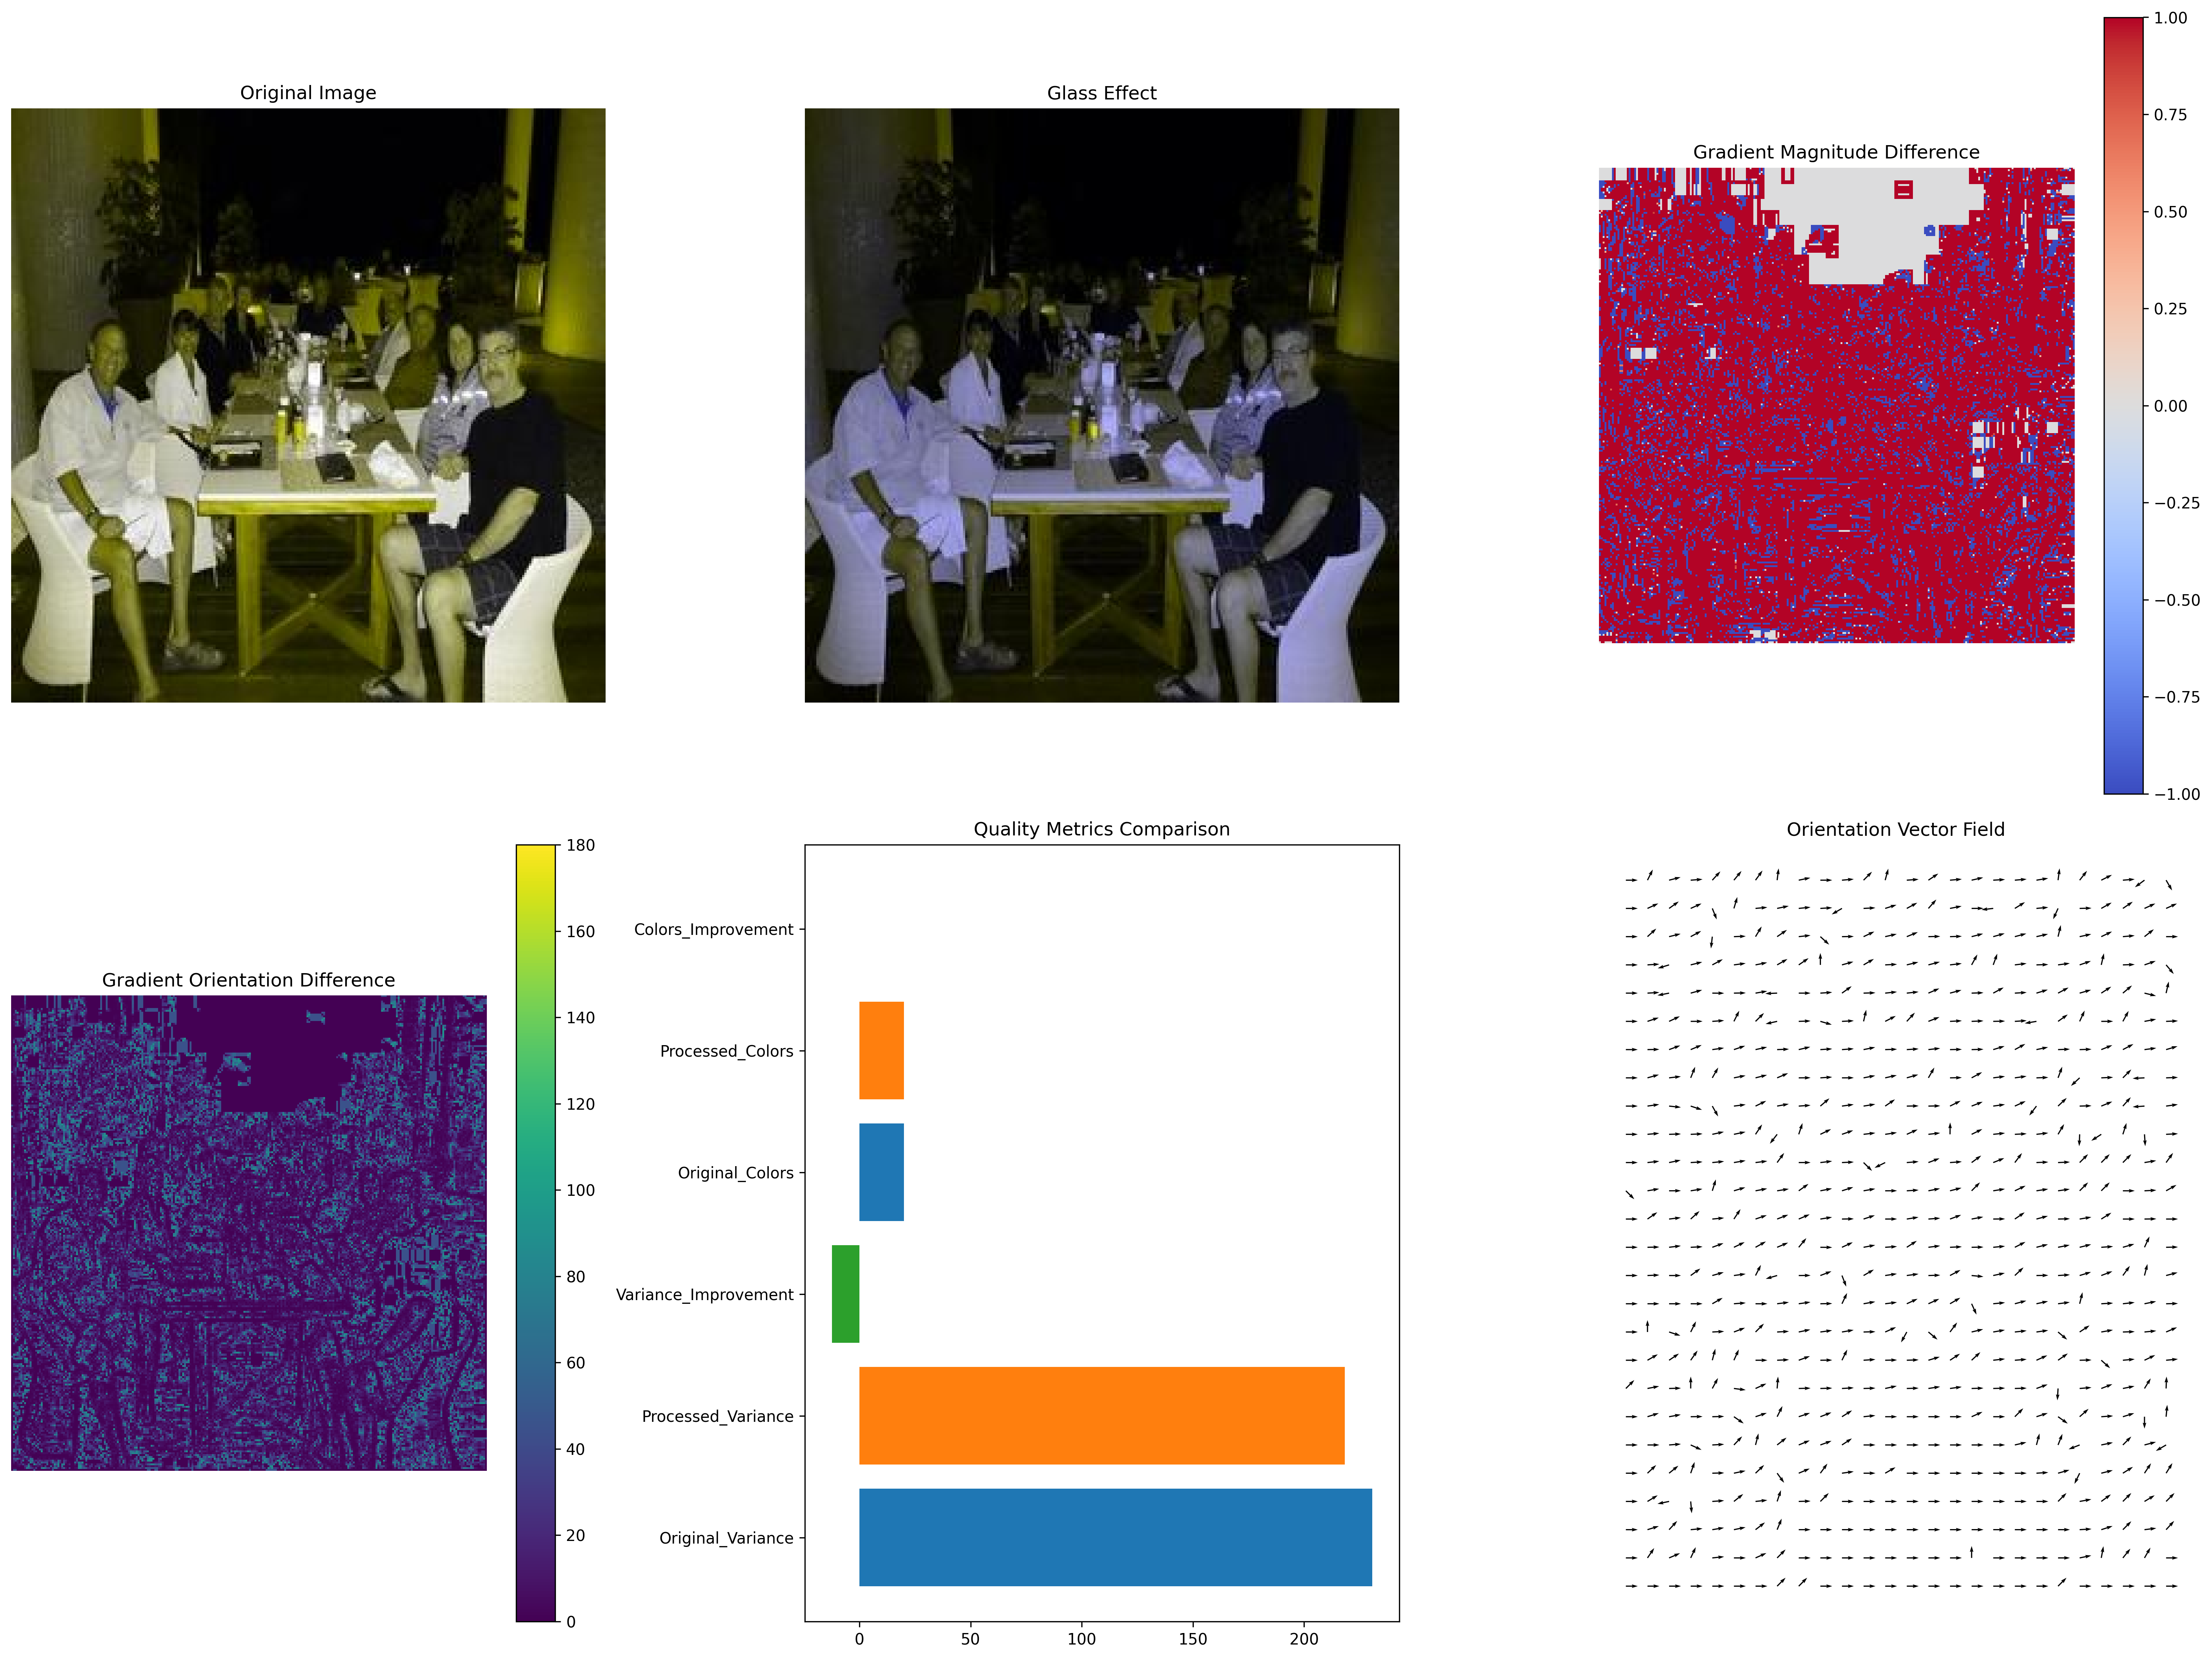 Original Image
Glass Effect
Gradient Magnitude Difference
1.00
0.75
0.50
0.25
0.00
−0.25
−0.50
−0.75
−1.00
Gradient Orientation Difference
180
160
140
120
100
80
60
40
20
0
Quality Metrics Comparison
Colors_Improvement
Processed_Colors
Original_Colors
Variance_Improvement
Processed_Variance
Original_Variance
0 50 100 150 200
Orientation Vector Field